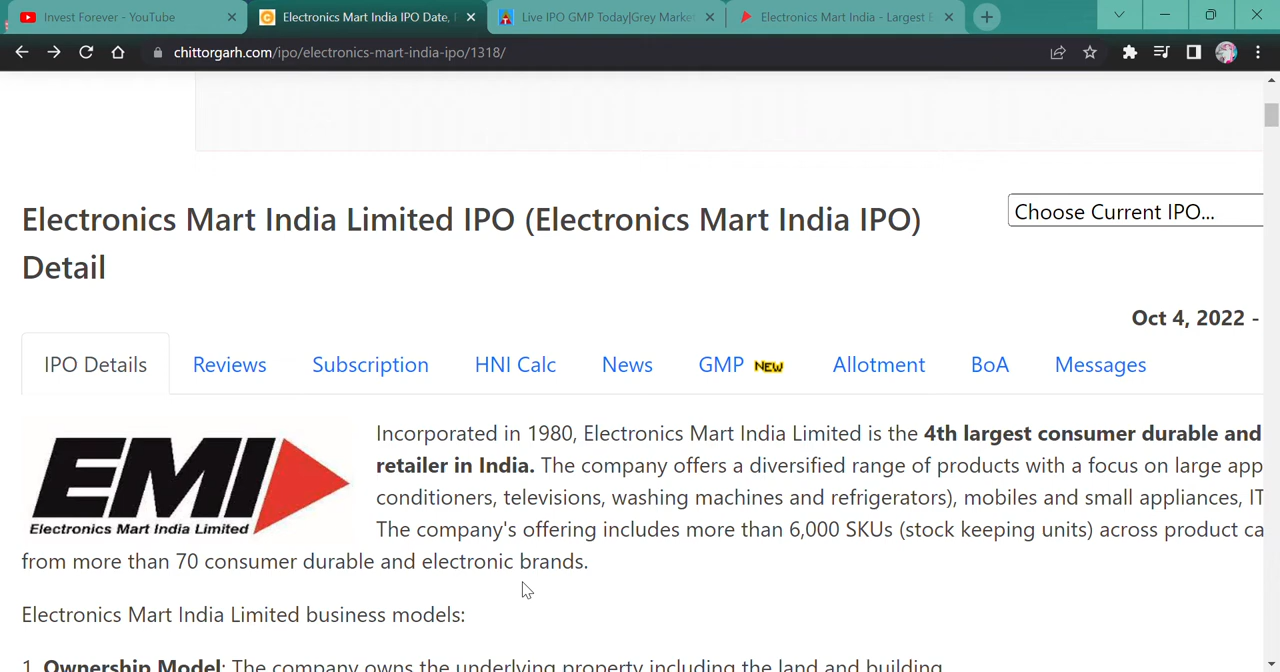 Invest Forever - YouTube
Electronics Mart India IPO Date,
Live IPO GMP Today|Grey Marke
Electronics Mart India - Largest E
chittorgarh.com/ipo/electronics-mart-india-ipo/1318/
Electronics Mart India Limited IPO (Electronics Mart India IPO)
Detail
Choose Current IPO...
Oct 4, 2022 -
IPO Details
Reviews
Subscription
HNI Calc
News
GMP NEW
Allotment
BoA
Messages
EMI
Electronics Mart India Limited
Incorporated in 1980, Electronics Mart India Limited is the 4th largest consumer durable and
retailer in India. The company offers a diversified range of products with a focus on large app
conditioners, televisions, washing machines and refrigerators), mobiles and small appliances, IT
The company's offering includes more than 6,000 SKUs (stock keeping units) across product ca
from more than 70 consumer durable and electronic brands.
Electronics Mart India Limited business models:
1. Ownership Model: The company owns the underlying property including the land and building